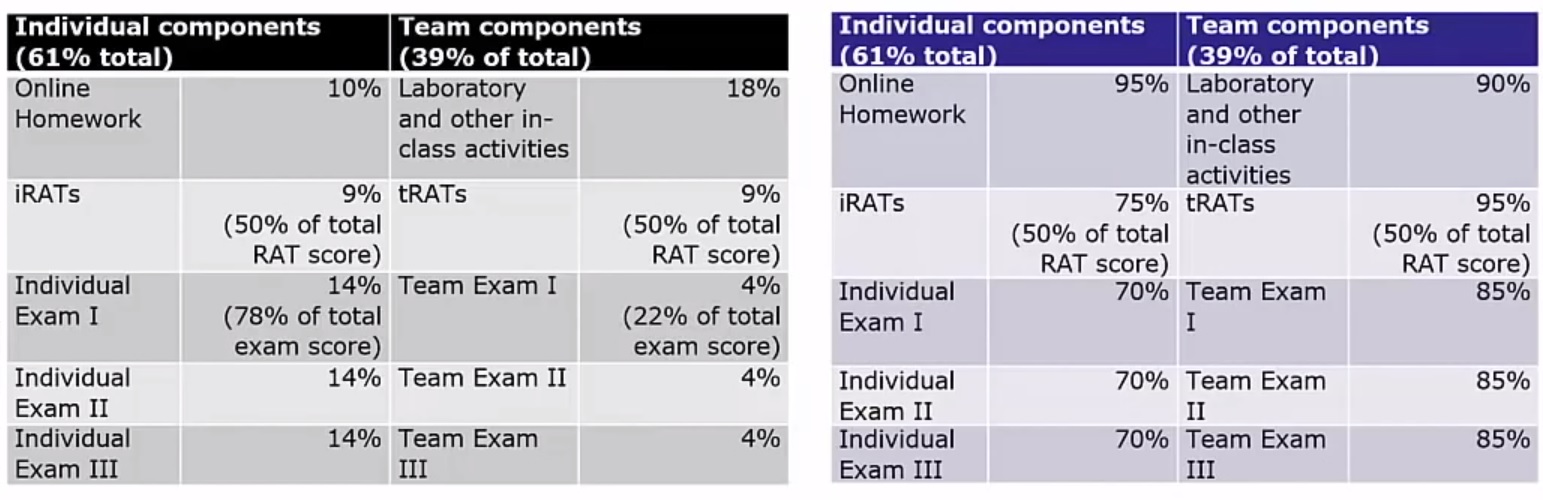 Individual components
(61% total)
Team components
(39% of total)
Online
Homework
10%
Laboratory
and other in-
class activities
18%
iRATs
9%
(50% of total
RAT score)
tRATs
9%
(50% of total
RAT score)
Individual
Exam I
14%
(78% of total
exam score)
Team Exam I
4%
(22% of total
exam score)
Individual
Exam II
14%
Team Exam II
4%
Individual
Exam III
14%
Team Exam
III
4%
Individual components
(61% total)
Team components
(39% of total)
Online
Homework
95%
Laboratory
and other
in-class
activities
90%
iRATs
75%
(50% of total
RAT score)
tRATs
95%
(50% of total
RAT score)
Individual
Exam I
70%
Team Exam
I
85%
Individual
Exam II
70%
Team Exam
II
85%
Individual
Exam III
70%
Team Exam
III
85%